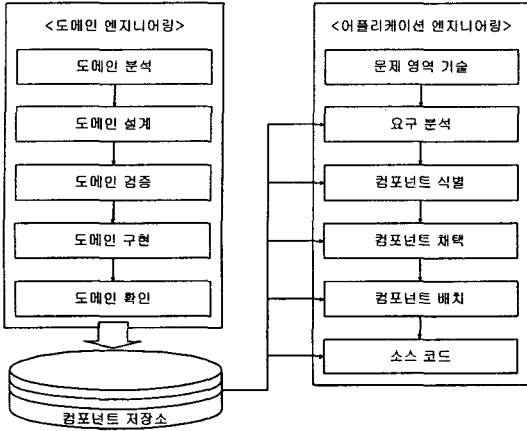 <도메인 엔지니어링>
도메인 분석
도메인 설계
도메인 검증
도메인 구현
도메인 확인
컴포넌트 저장소
<어플리케이션 엔지니어링>
문제 영역 기술
요구 분석
컴포넌트 식별
컴포넌트 채택
컴포넌트 배치
소스 코드